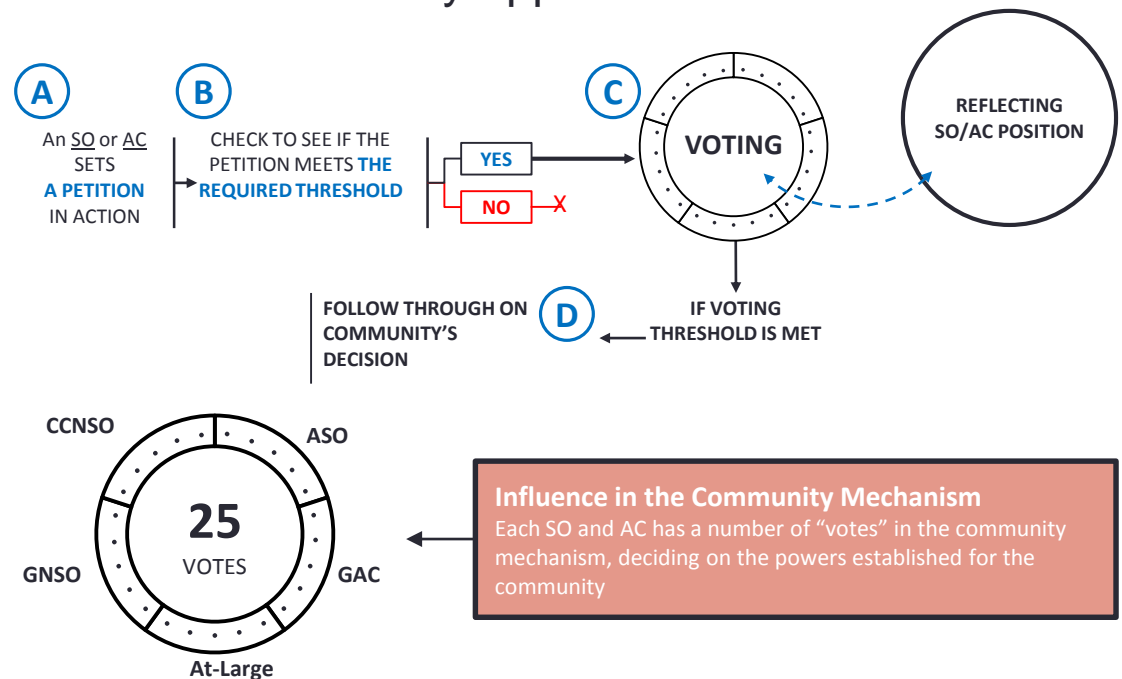 A
An SO or AC
SETS
A PETITION
IN ACTION
B
CHECK TO SEE IF THE
PETITION MEETS THE
REQUIRED THRESHOLD
YES
NO
X
C
VOTING
REFLECTING
SO/AC POSITION
IF VOTING
THRESHOLD IS MET
D
FOLLOW THROUGH ON
COMMUNITY’S
DECISION
CCNSO
ASO
25
VOTES
GNSO
GAC
At-Large
Influence in the Community Mechanism
Each SO and AC has a number of “votes” in the community
mechanism, deciding on the powers established for the
community